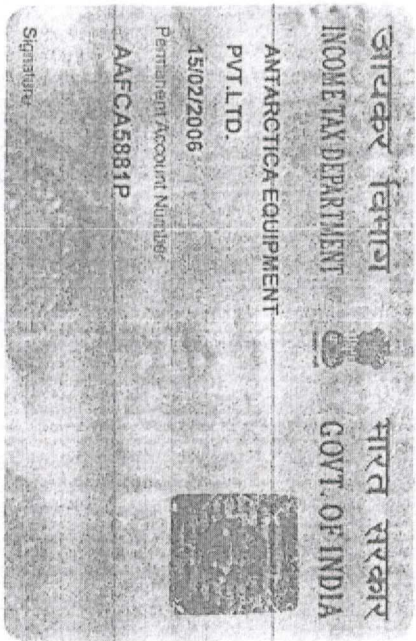 आयकर विभाग
INCOME TAX DEPARTMENT
भारत सरकार
GOVT. OF INDIA
ANTARCTICA EQUIPMENT
PVT.LTD.
15/02/2006
Permanent Account Number
AAFCA5881P
Signature